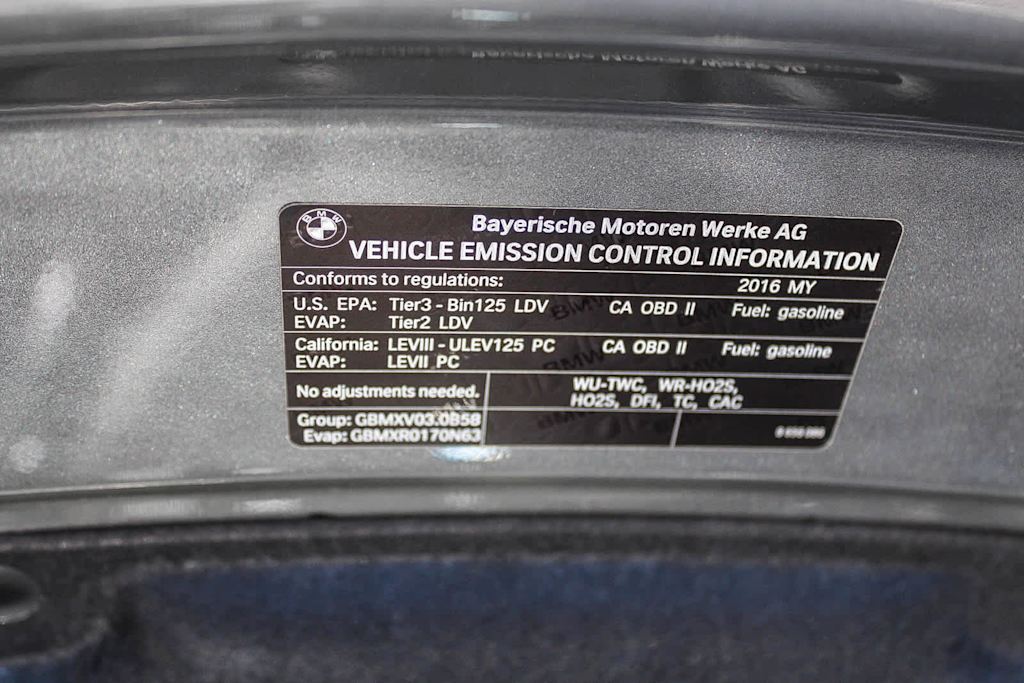 BMW
Bayerische Motoren Werke AG
VEHICLE EMISSION CONTROL INFORMATION
Conforms to regulations: 2016 MY
U.S. EPA: Tier3 - Bin125 LDV CA OBD II Fuel: gasoline
EVAP: Tier2 LDV
California: LEVIII - ULEV125 PC CA OBD II Fuel: gasoline
EVAP: LEVII PC
No adjustments needed. WU-TWC, WR-HO2S,
HO2S, DFI, TC, CAC
Group: GBMXV03.0B58
Evap: GBMXR0170N63